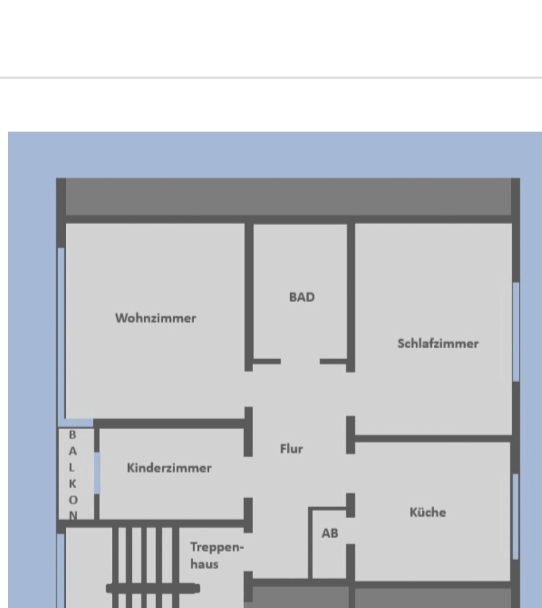 BAD
Wohnzimmer
Schlafzimmer
B
A
L
K
O
N
Flur
Kinderzimmer
Küche
AB
Treppen-
haus